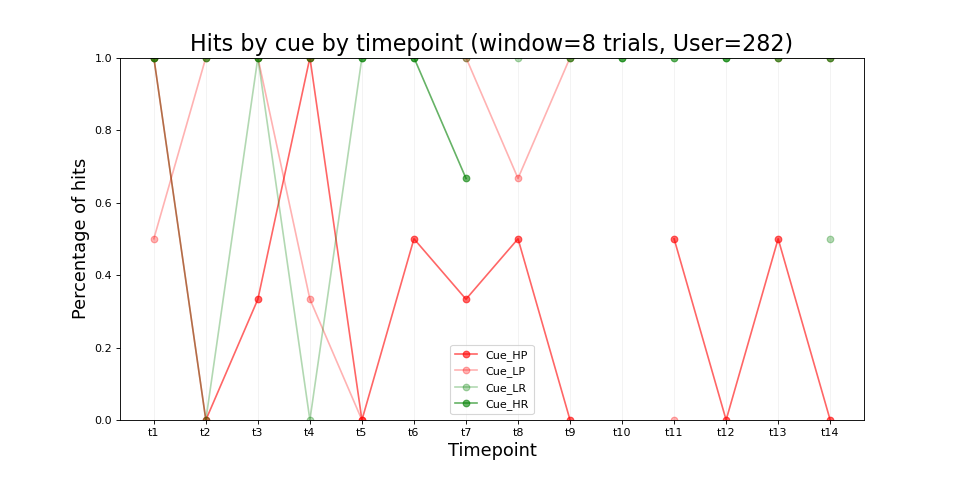 Hits by cue by timepoint (window=8 trials, User=282)
Percentage of hits
1.0
0.8
0.6
0.4
0.2
0.0
Cue_HP
Cue_LP
Cue_LR
Cue_HR
t1 t2 t3 t4 t5 t6 t7 t8 t9 t10 t11 t12 t13 t14
Timepoint